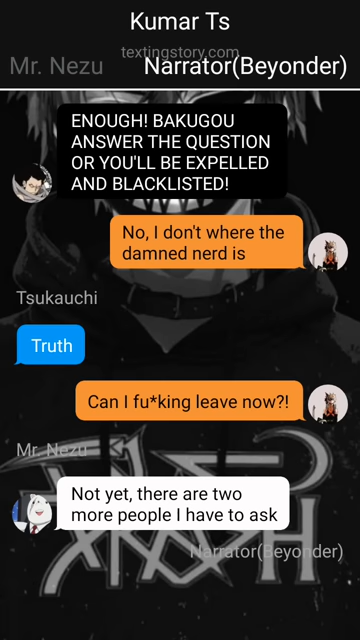 Kumar Ts
textingstory.com
Mr. Nezu
Narrator(Beyonder)
ENOUGH! BAKUGOU
ANSWER THE QUESTION
OR YOU'LL BE EXPELLED
AND BLACKLISTED!
No, I don't where the
damned nerd is
Tsukauchi
Truth
Can I fu*king leave now?!
Mr. Nezu
Not yet, there are two
more people I have to ask
Narrator(Beyonder)